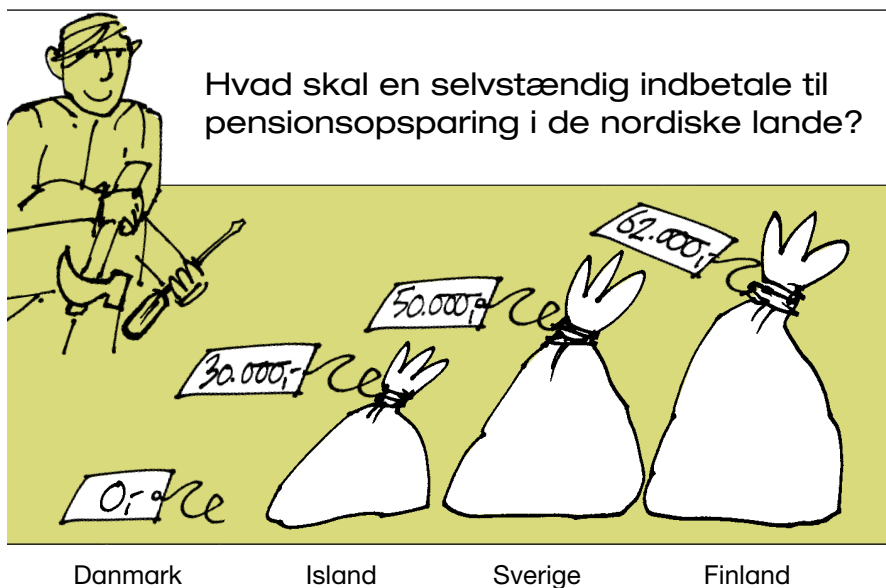 Hvad skal en selvstændig indbetale til
pensionsopsparing i de nordiske lande?
62.000,-
50.000,-
30.000,-
0,-
Danmark Island Sverige Finland